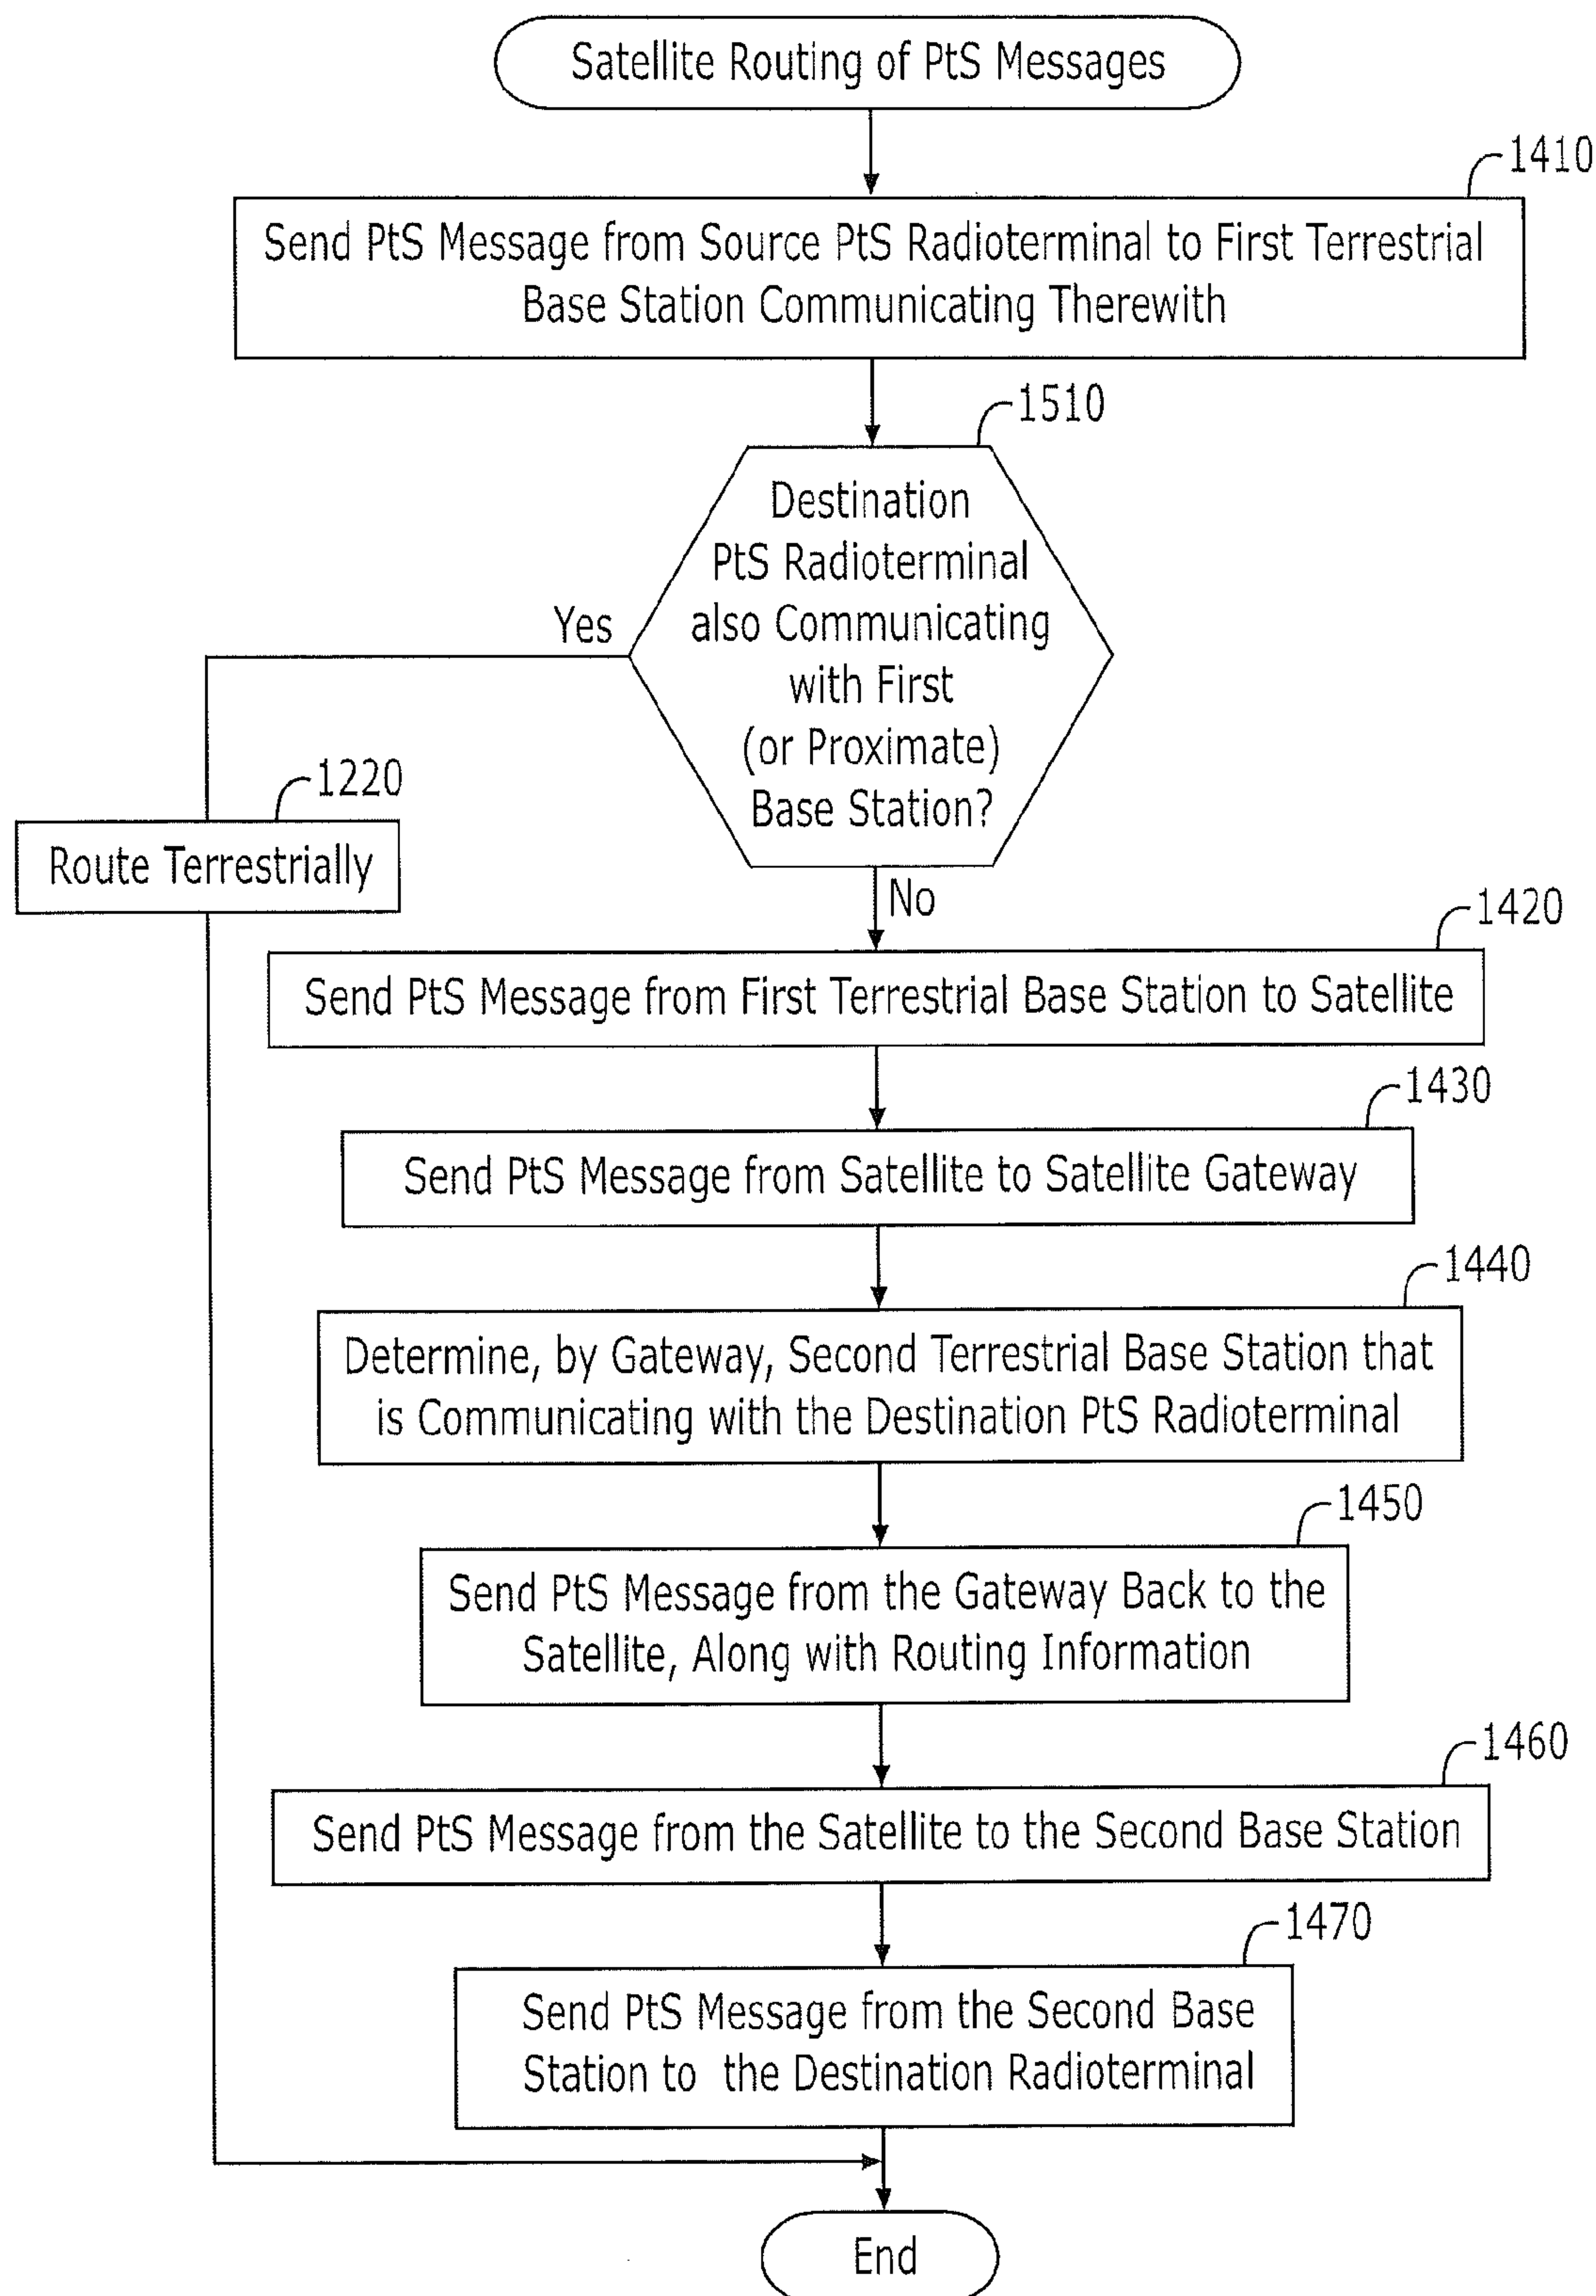 Satellite Routing of PtS Messages
1410
Send PtS Message from Source PtS Radioterminal to First Terrestrial
Base Station Communicating Therewith
1510
Destination
PtS Radioterminal
also Communicating
with First
(or Proximate)
Base Station?
Yes
1220
Route Terrestrially
No
1420
Send PtS Message from First Terrestrial Base Station to Satellite
1430
Send PtS Message from Satellite to Satellite Gateway
1440
Determine, by Gateway, Second Terrestrial Base Station that
is Communicating with the Destination PtS Radioterminal
1450
Send PtS Message from the Gateway Back to the
Satellite, Along with Routing Information
1460
Send PtS Message from the Satellite to the Second Base Station
1470
Send PtS Message from the Second Base
Station to the Destination Radioterminal
End